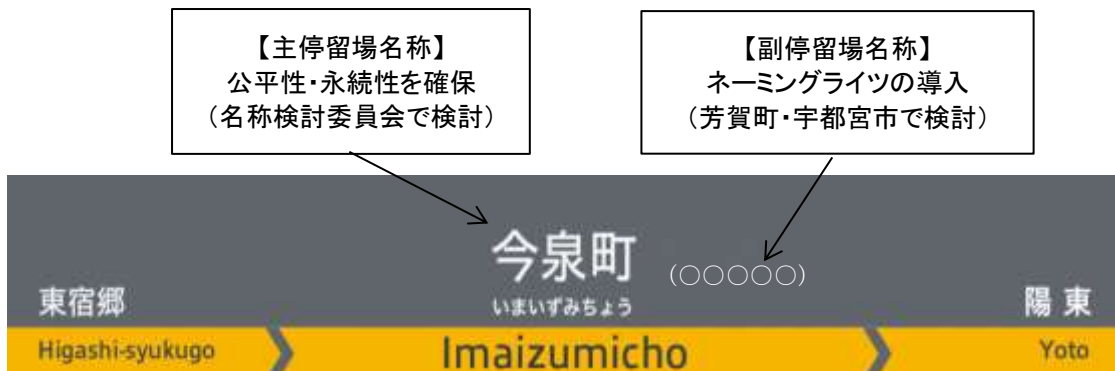 【主停留場名称】
公平性・永続性を確保
（名称検討委員会で検討）
【副停留場名称】
ネーミングライツの導入
（芳賀町・宇都宮市で検討）
今泉町
（○○○○○）
いまいずみちょう
東宿郷
陽東
Higashi-syukugo
Imaizumicho
Yoto